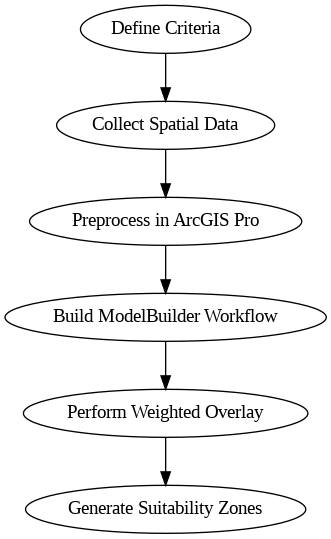 Define Criteria
Collect Spatial Data
Preprocess in ArcGIS Pro
Build ModelBuilder Workflow
Perform Weighted Overlay
Generate Suitability Zones